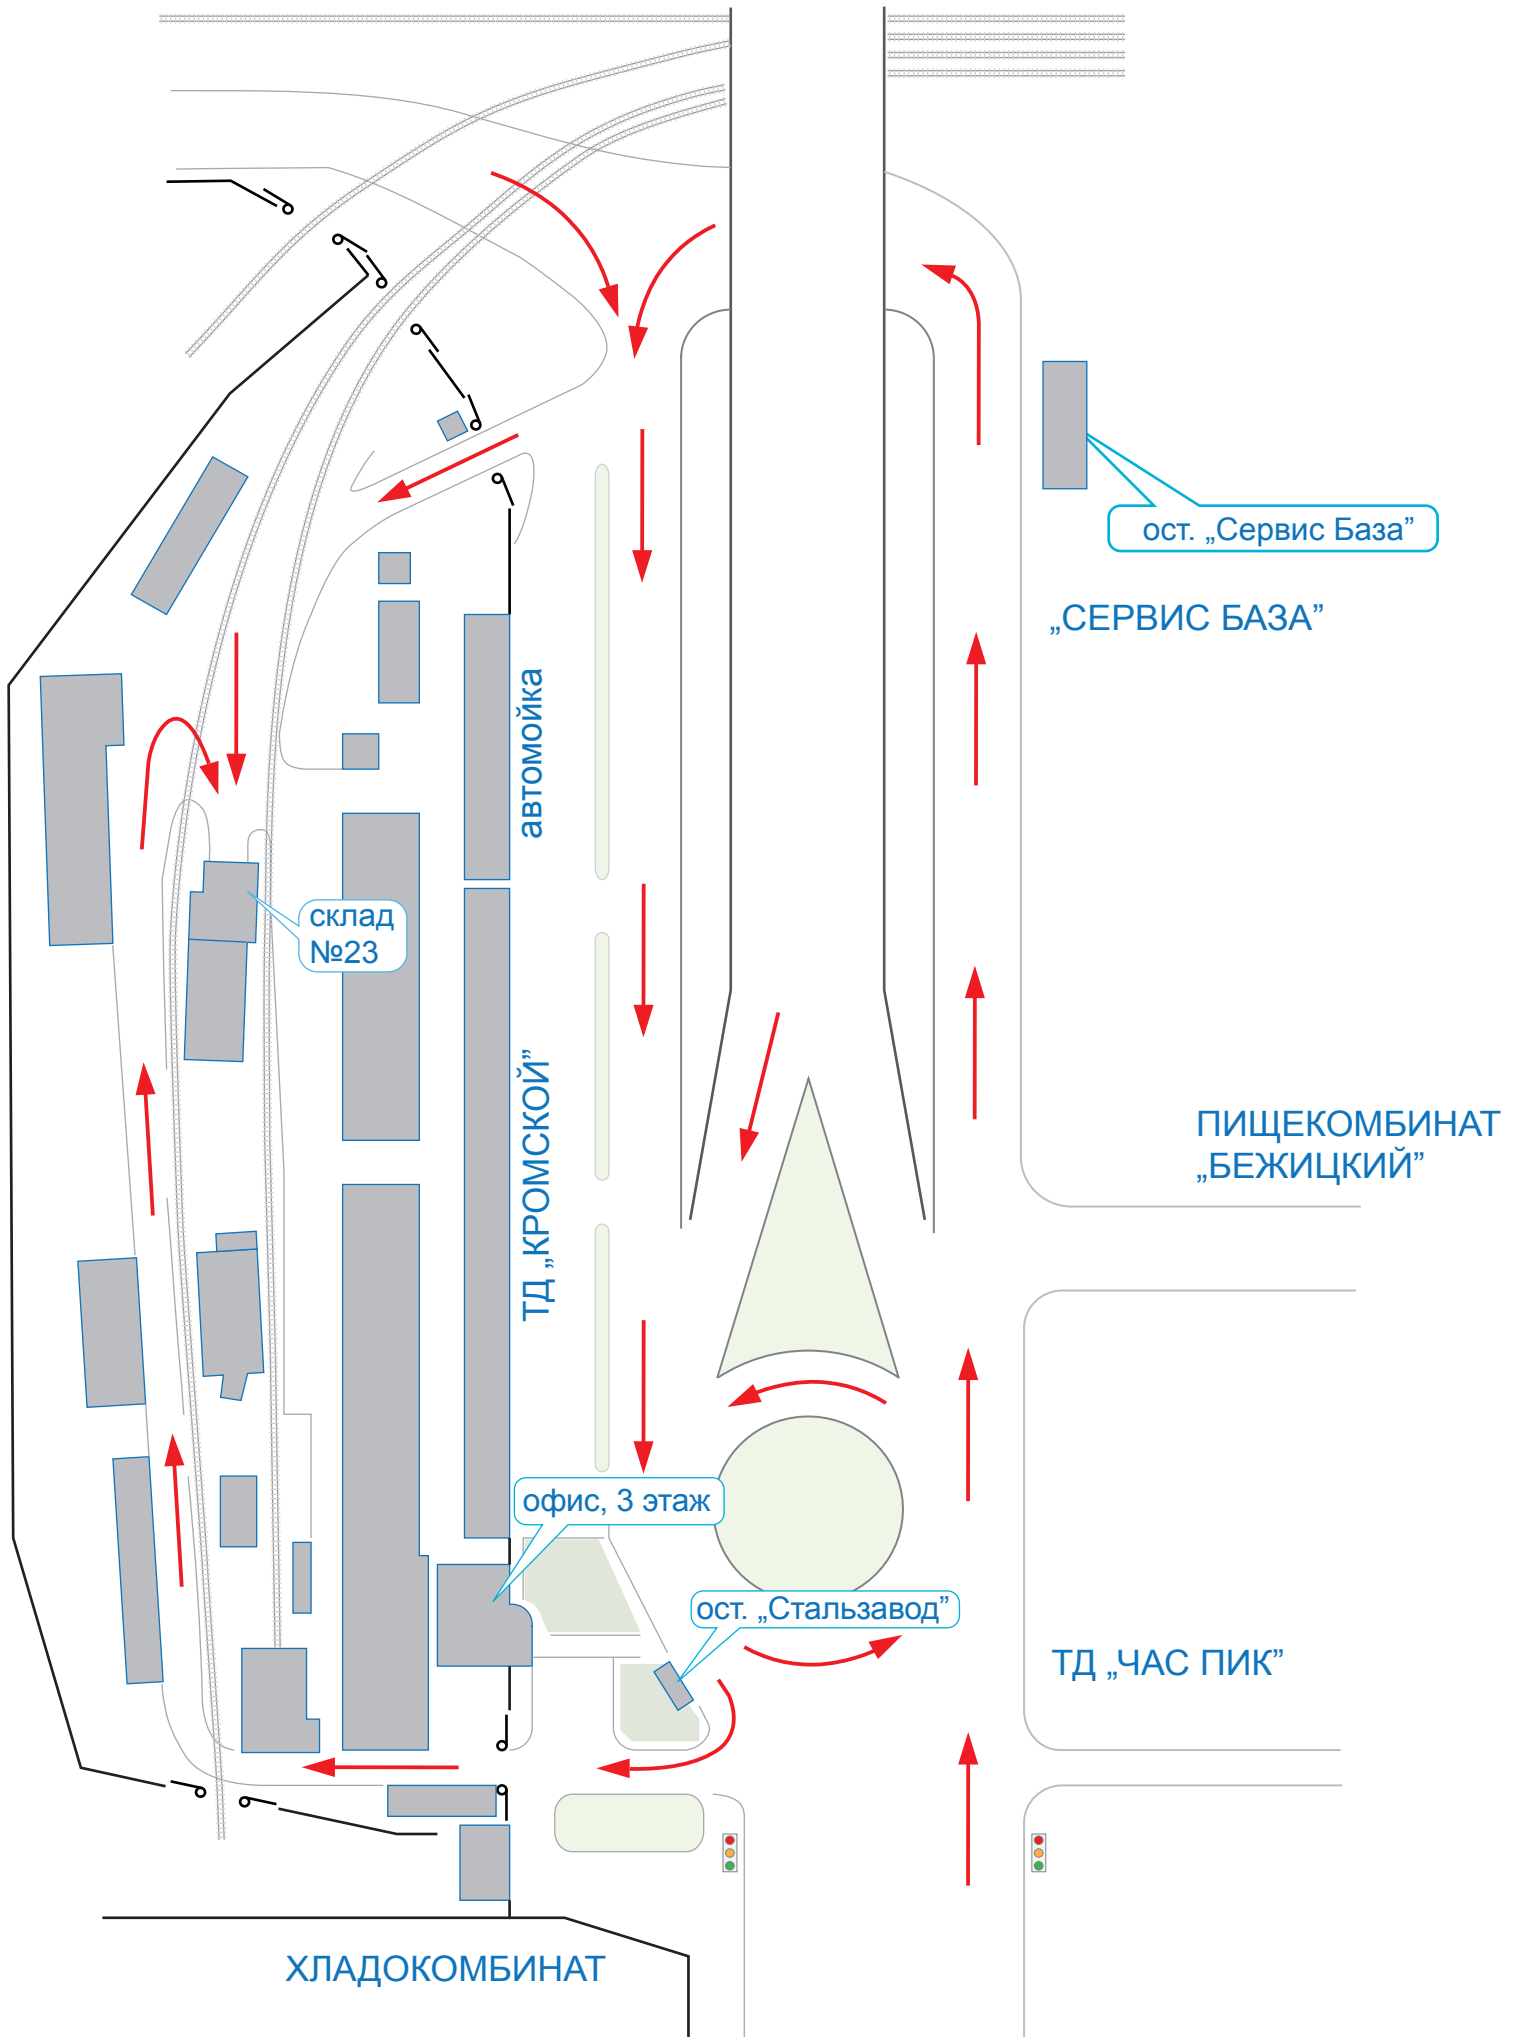 ост. „Сервис База”
„СЕРВИС БАЗА”
автомойка
склад
№23
ТД „КРОМСКОЙ”
ПИЩЕКОМБИНАТ
„БЕЖИЦКИЙ”
офис, 3 этаж
ост. „Стальзавод”
ТД „ЧАС ПИК”
ХЛАДОКОМБИНАТ